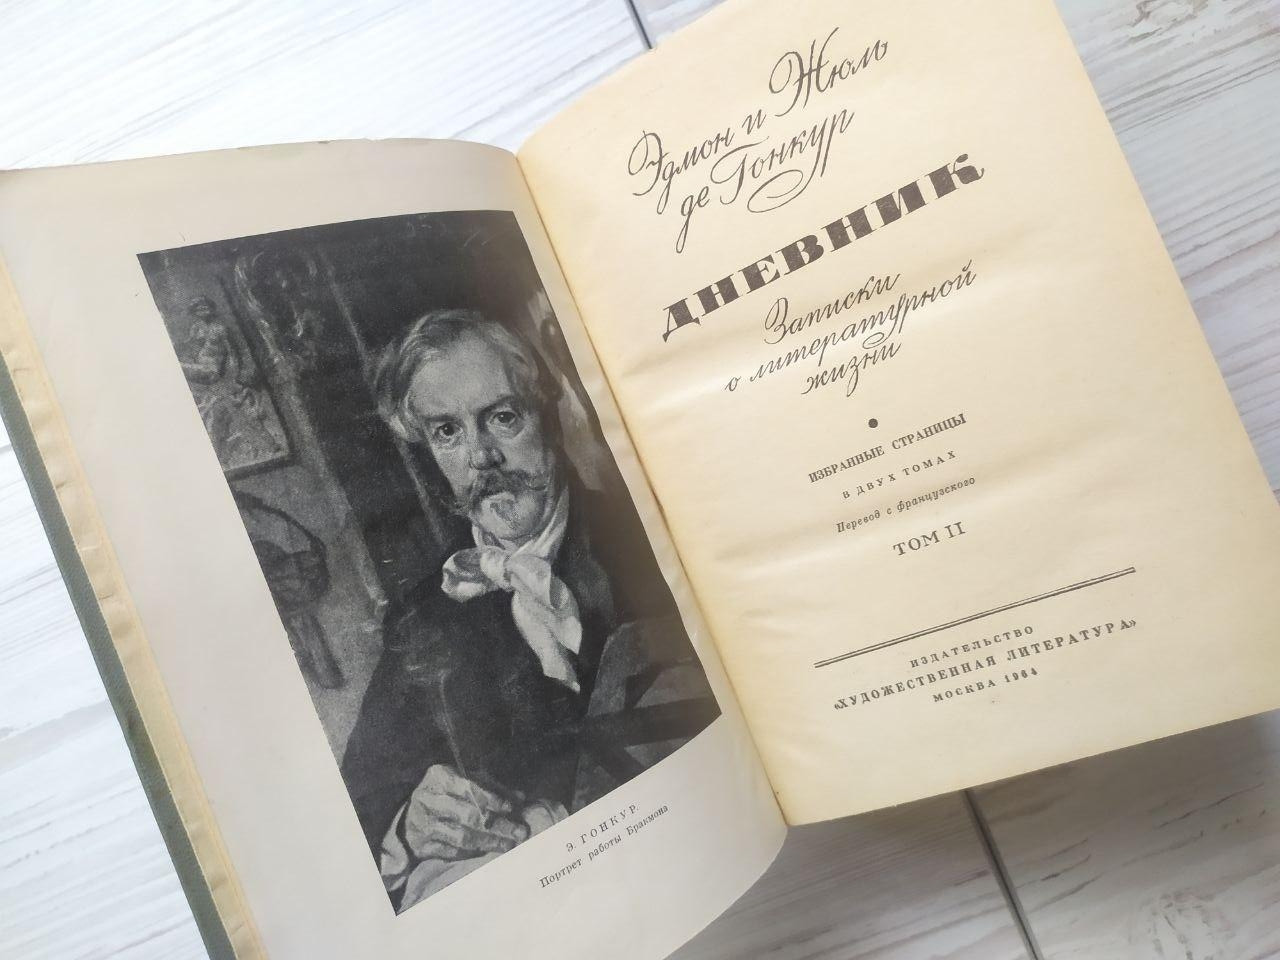 Э. ГОНКУР.
Портрет работы Бракмона
Эдмон и Жюль
де Гонкур
ДНЕВНИК
Записки
о литературной
жизни
ИЗБРАННЫЕ СТРАНИЦЫ
В ДВУХ ТОМАХ
Перевод с французского
ТОМ II
ИЗДАТЕЛЬСТВО
«ХУДОЖЕСТВЕННАЯ ЛИТЕРАТУРА»
МОСКВА 1964